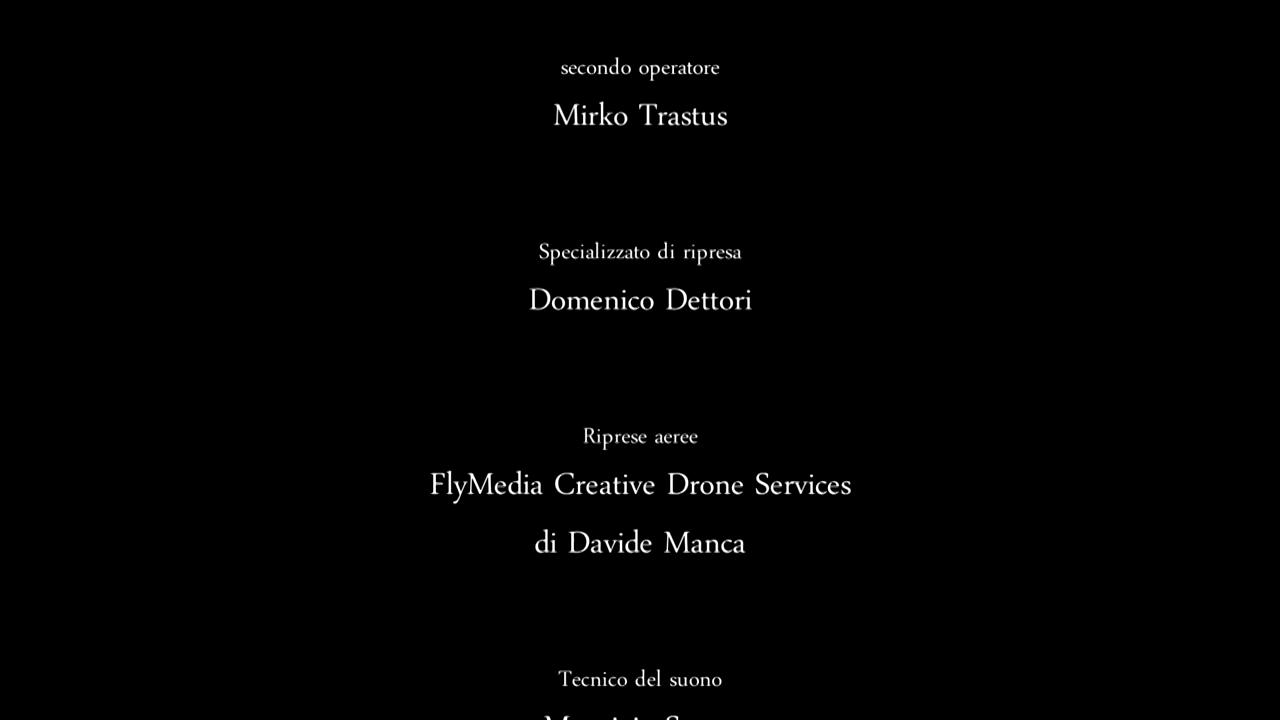 secondo operatore
Mirko Trastus
Specializzato di ripresa
Domenico Dettori
Riprese aeree
FlyMedia Creative Drone Services
di Davide Manca
Tecnico del suono